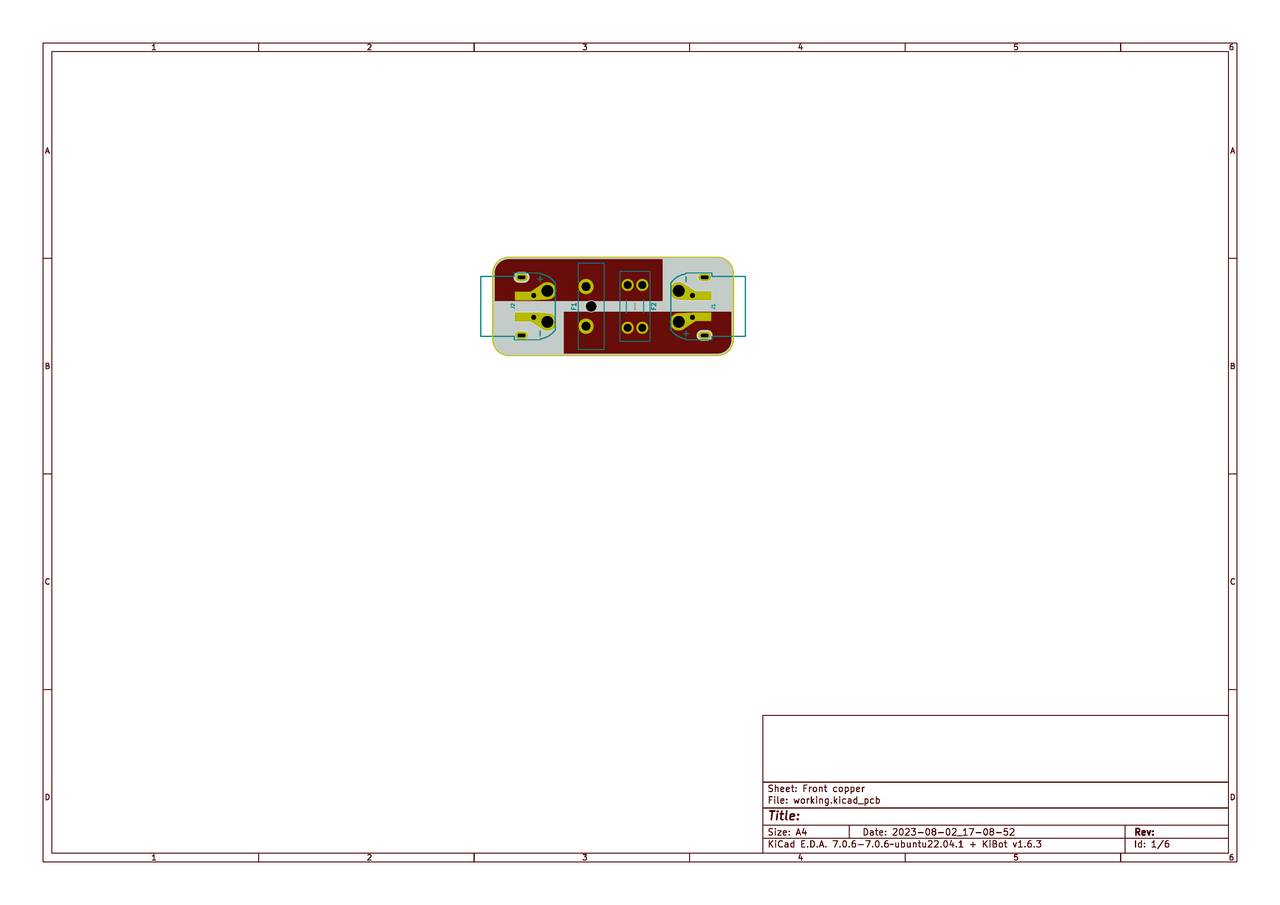 1 2 3 4 5 6
A A
+ −
J2 F1 F2 J1
− +
B B
C C
D D
Sheet: Front copper
File: working.kicad_pcb
Title:
Size: A4 Date: 2023-08-02_17-08-52 Rev:
KiCad E.D.A. 7.0.6-7.0.6~ubuntu22.04.1 + KiBot v1.6.3 Id: 1/6
1 2 3 4 5 6